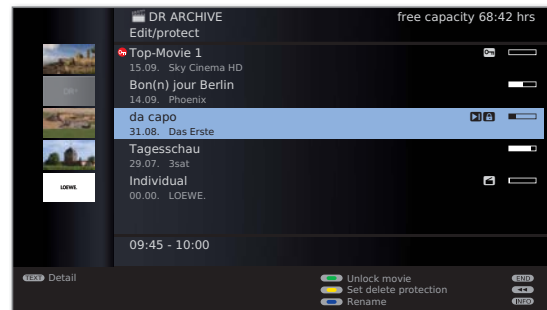 DR ARCHIVE
free capacity 68:42 hrs
Edit/protect
Top-Movie 1
15.09. Sky Cinema HD
DR+
Bon(n) jour Berlin
14.09. Phoenix
da capo
31.08. Das Erste
Tagesschau
29.07. 3sat
Individual
00.00. LOEWE.
LOEWE.
09:45 - 10:00
TEXT Detail
Unlock movie END
Set delete protection
Rename INFO